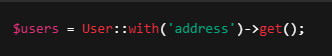 $users = User::with('address')->get();